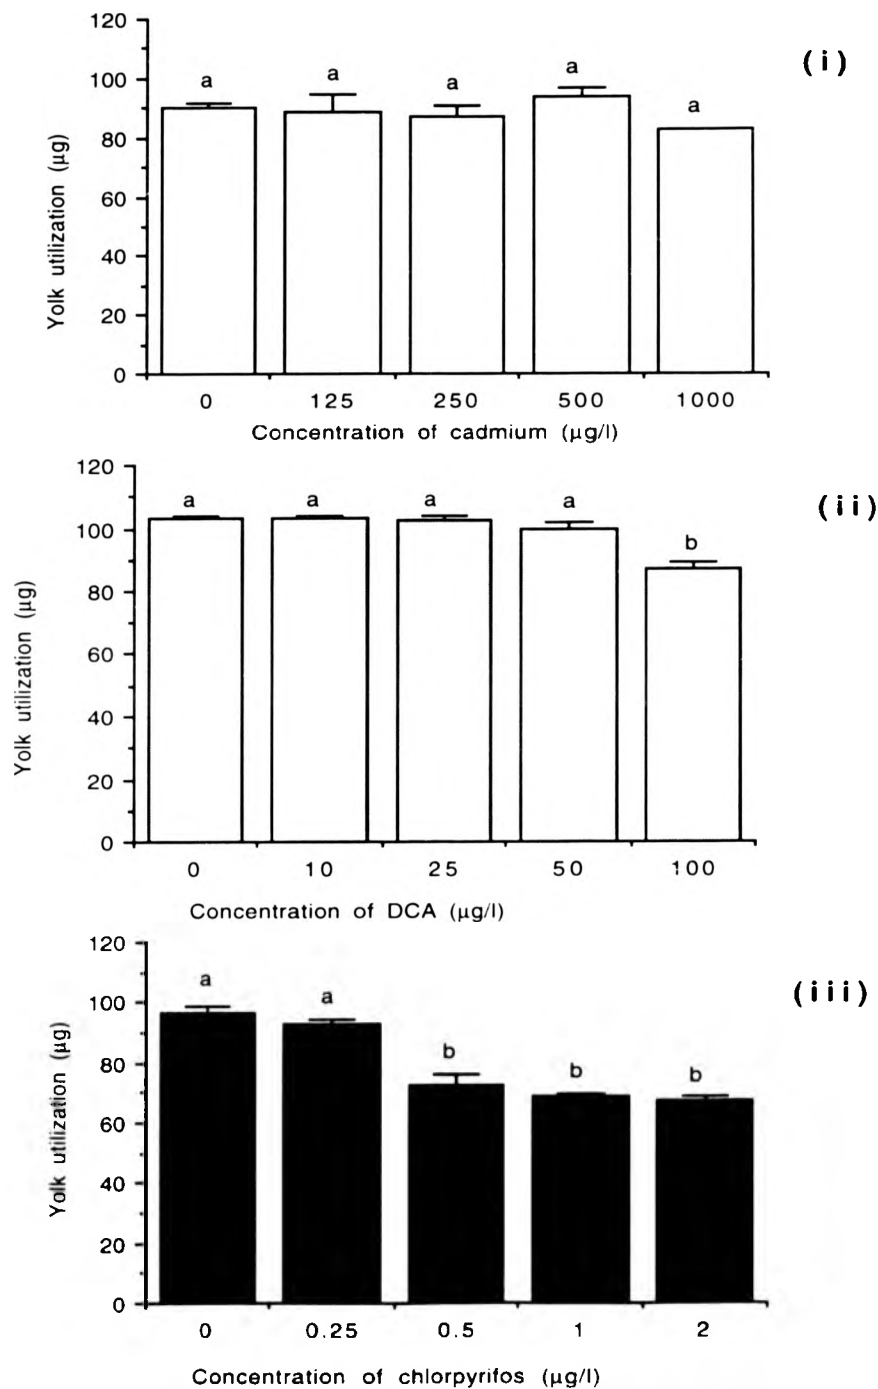 (i)
120
a
a
a
a
100
a
80
60
40
20
0
Yolk utilization (µg)
0 125 250 500 1000
Concentration of cadmium (µg/l)
(ii)
120
a
a
a
a
100
b
80
60
40
20
0
Yolk utilization (µg)
0 10 25 50 100
Concentration of DCA (µg/l)
(iii)
120
a
a
100
b
80
b
b
60
40
20
0
Yolk utilization (µg)
0 0.25 0.5 1 2
Concentration of chlorpyrifos (µg/l)